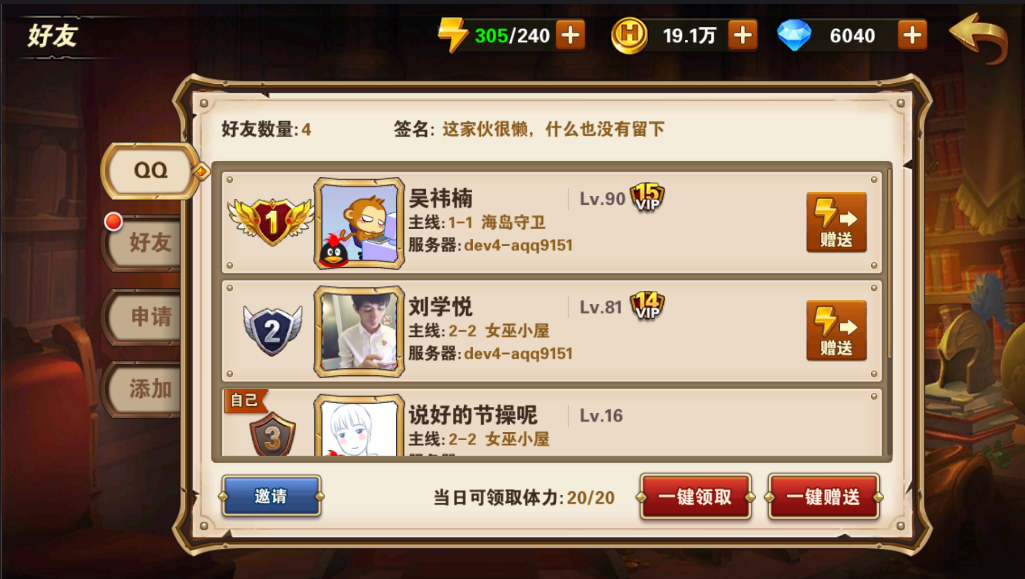 好友
305/240
19.1万
6040
好友数量:4
签名: 这家伙很懒，什么也没有留下
QQ
好友
申请
添加
1
吴祎楠
Lv.90
15
VIP
主线:1-1 海岛守卫
服务器:dev4-aqq9151
赠送
2
刘学悦
Lv.81
14
VIP
主线:2-2 女巫小屋
服务器:dev4-aqq9151
赠送
自己
3
说好的节操呢
Lv.16
主线:2-2 女巫小屋
邀请
当日可领取体力:20/20
一键领取
一键赠送